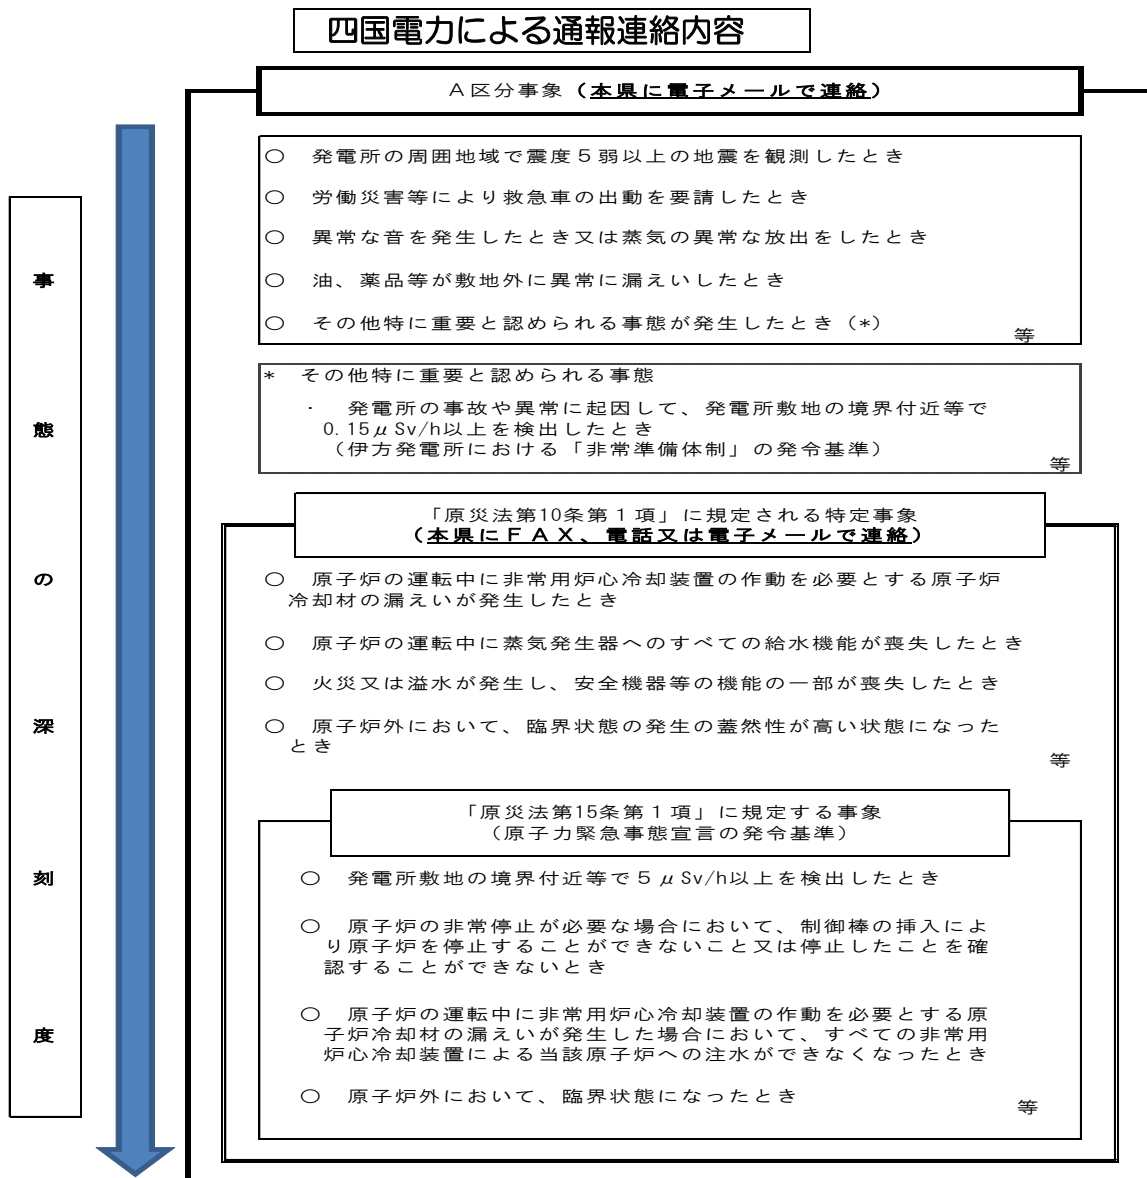 四国電力による通報連絡内容
A区分事象（本県に電子メールで連絡）
○　発電所の周囲地域で震度５弱以上の地震を観測したとき
○　労働災害等により救急車の出動を要請したとき
○　異常な音を発生したとき又は蒸気の異常な放出をしたとき
○　油、薬品等が敷地外に異常に漏えいしたとき
○　その他特に重要と認められる事態が発生したとき（*）
等
*　その他特に重要と認められる事態
・　発電所の事故や異常に起因して、発電所敷地の境界付近等で
0.15μSv/h以上を検出したとき
（伊方発電所における「非常準備体制」の発令基準）
等
「原災法第10条第１項」に規定される特定事象
（本県にＦＡＸ、電話又は電子メールで連絡）
○　原子炉の運転中に非常用炉心冷却装置の作動を必要とする原子炉
冷却材の漏えいが発生したとき
○　原子炉の運転中に蒸気発生器へのすべての給水機能が喪失したとき
○　火災又は溢水が発生し、安全機器等の機能の一部が喪失したとき
○　原子炉外において、臨界状態の発生の蓋然性が高い状態になった
とき
等
「原災法第15条第１項」に規定する事象
（原子力緊急事態宣言の発令基準）
○　発電所敷地の境界付近等で５μSv/h以上を検出したとき
○　原子炉の非常停止が必要な場合において、制御棒の挿入によ
り原子炉を停止することができないこと又は停止したことを確
認することができないとき
○　原子炉の運転中に非常用炉心冷却装置の作動を必要とする原
子炉冷却材の漏えいが発生した場合において、すべての非常用
炉心冷却装置による当該原子炉への注水ができなくなったとき
○　原子炉外において、臨界状態になったとき
等
事態の深刻度